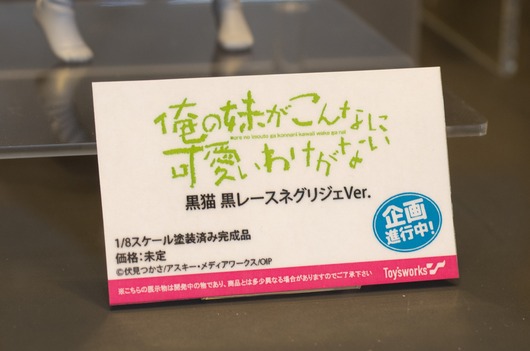 俺の妹がこんなに
Ore no imouto ga konnani kawaii wake ga nai
可愛いわけがない
黒猫 黒レースネグリジェVer.
企画
進行中!
1/8スケール塗装済み完成品
価格:未定
©伏見つかさ/アスキー・メディアワークス/OIP
※こちらの展示物は開発中の物であり、商品とは多少異なる場合がありますのでご了承下さい
Toysworks